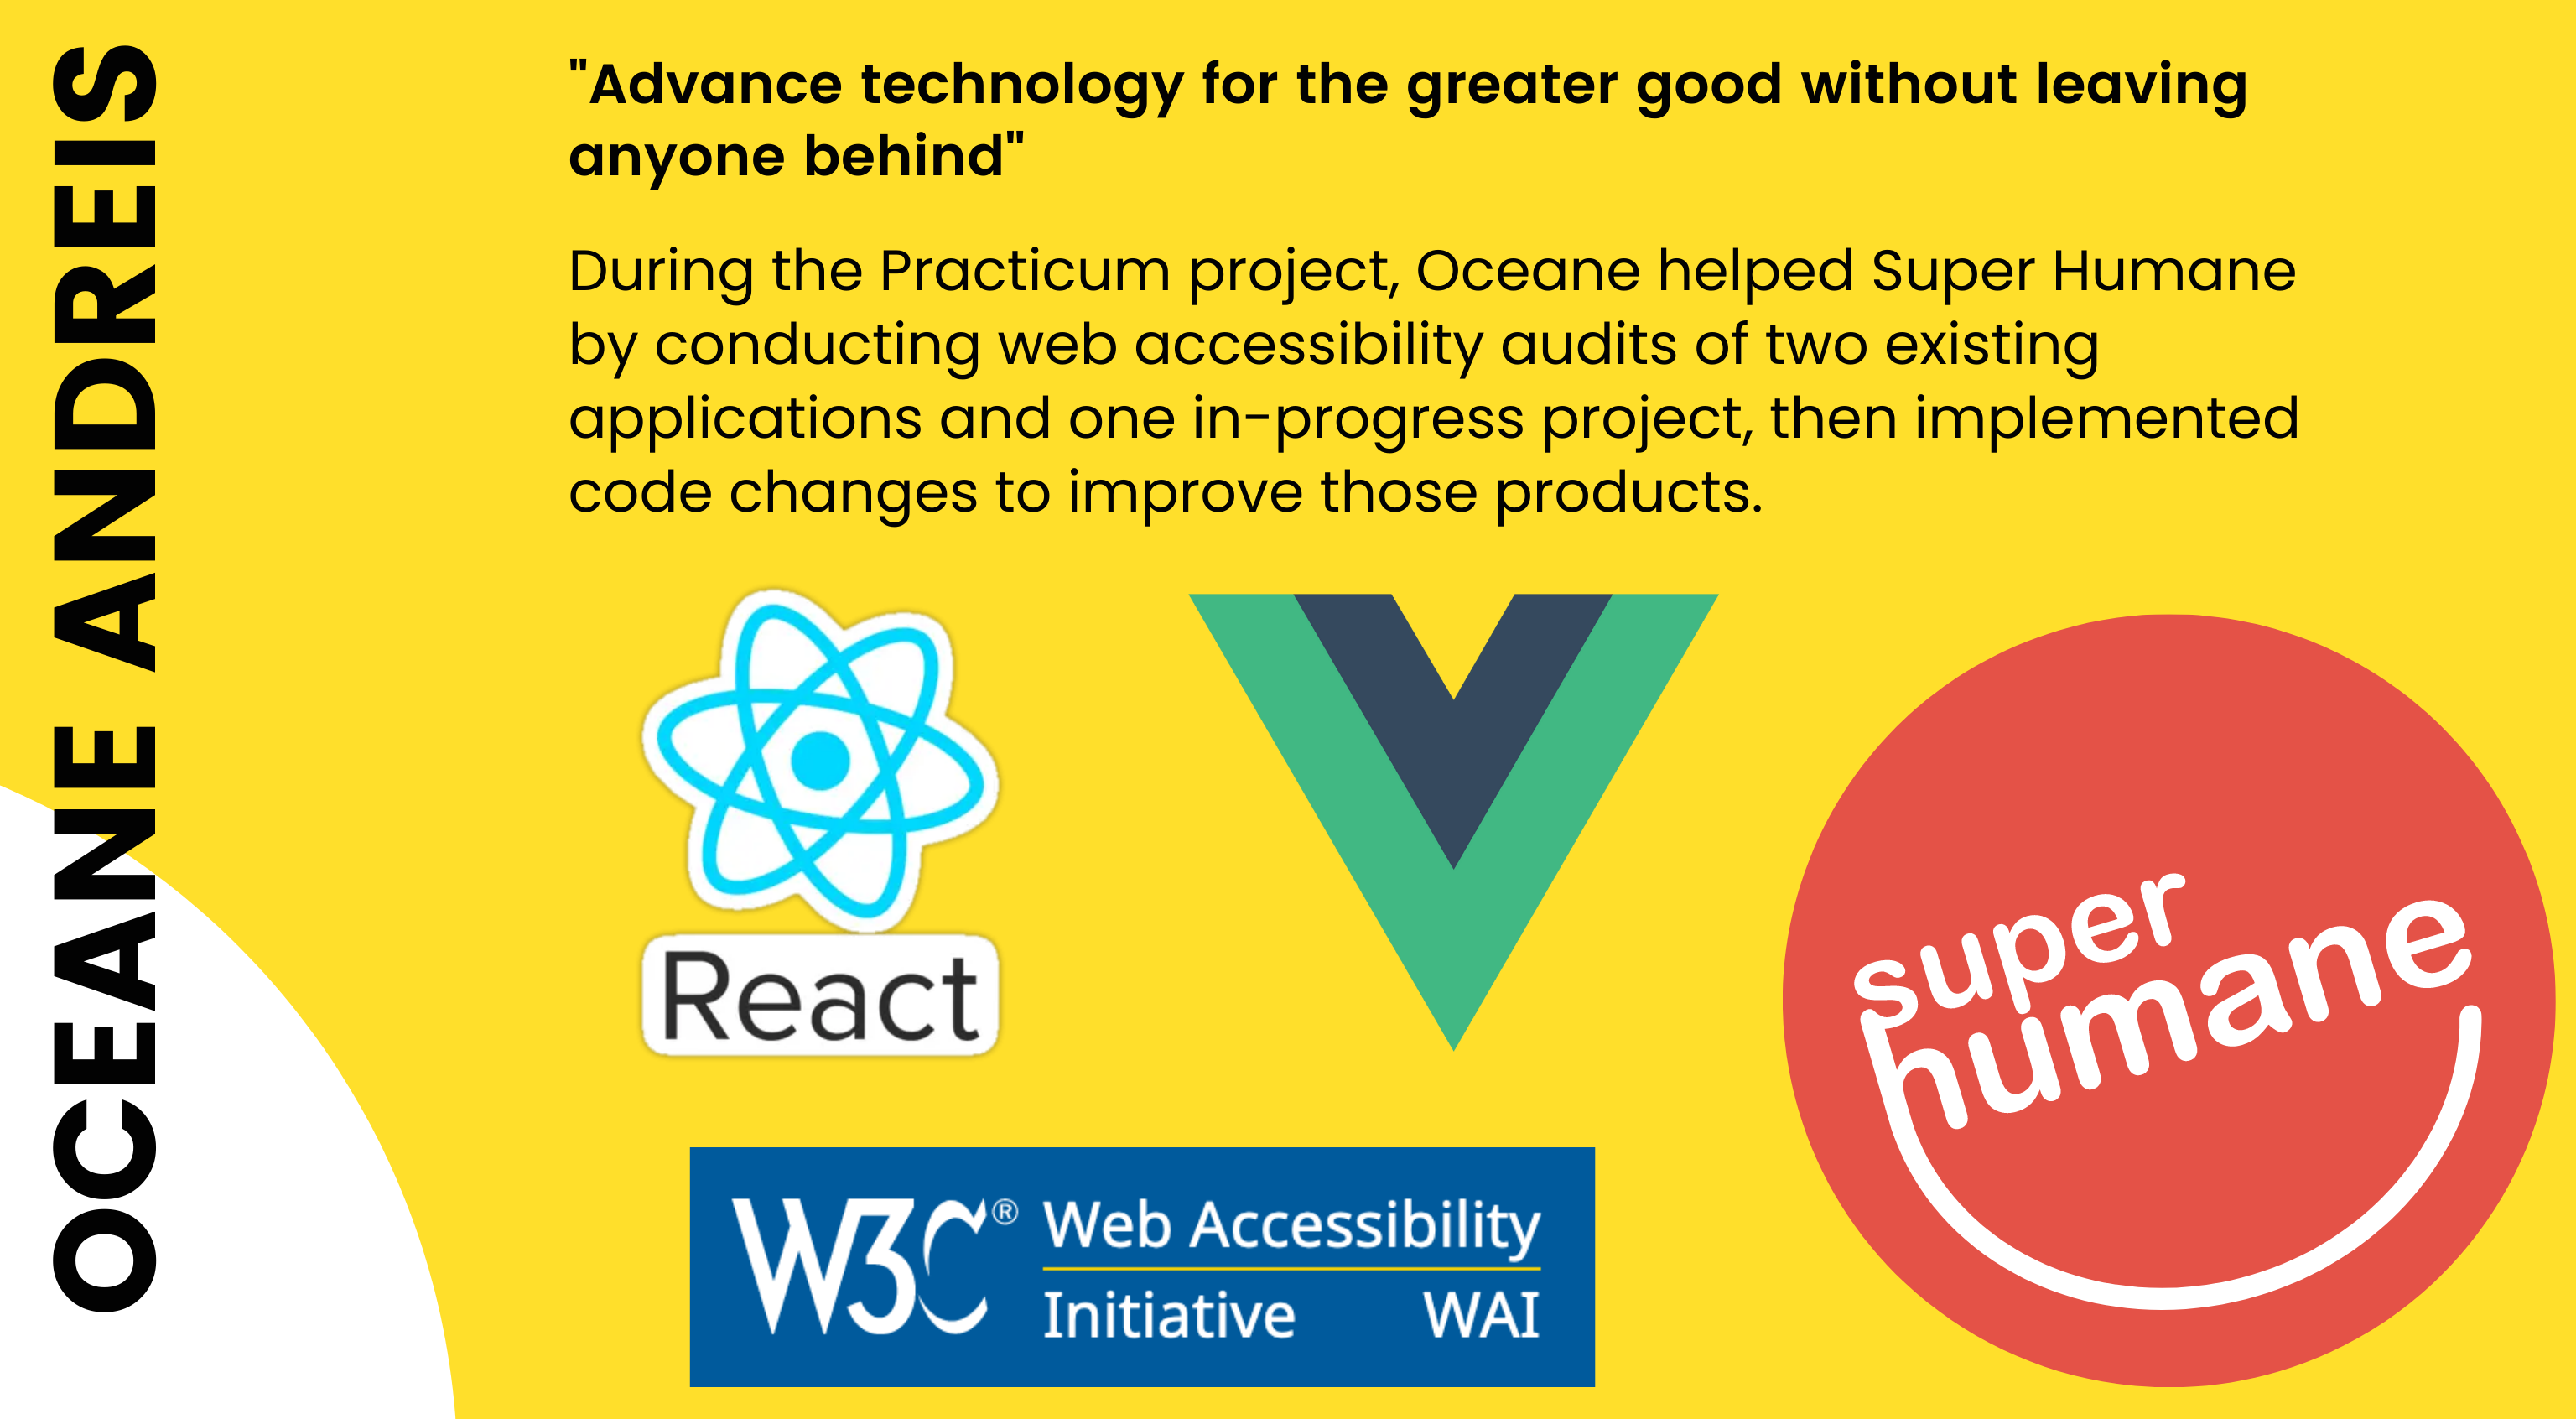 OCEANE ANDREIS
"Advance technology for the greater good without leaving
anyone behind"
During the Practicum project, Oceane helped Super Humane
by conducting web accessibility audits of two existing
applications and one in-progress project, then implemented
code changes to improve those products.
React
super
humane
W3C® Web Accessibility
Initiative WAI